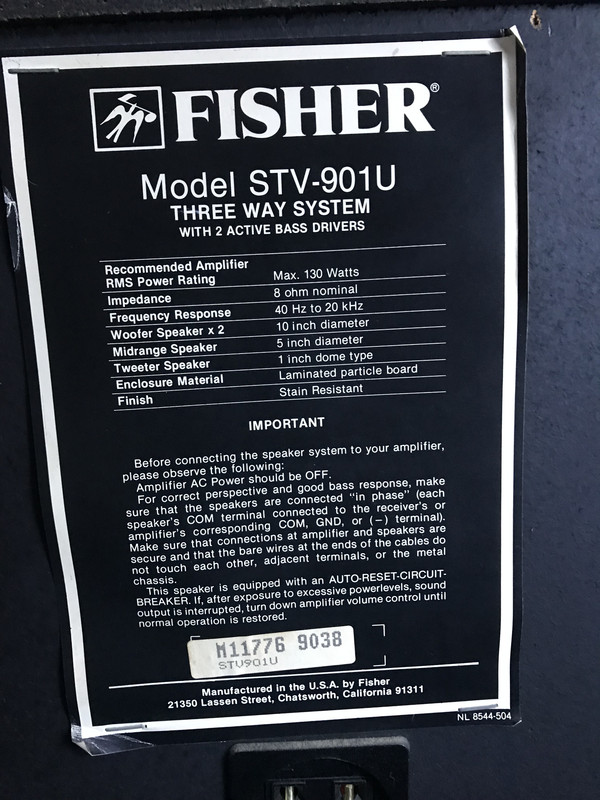 FISHER®
Model STV-901U
THREE WAY SYSTEM
WITH 2 ACTIVE BASS DRIVERS
Recommended Amplifier
RMS Power Rating Max. 130 Watts
Impedance 8 ohm nominal
Frequency Response 40 Hz to 20 kHz
Woofer Speaker x 2 10 inch diameter
Midrange Speaker 5 inch diameter
Tweeter Speaker 1 inch dome type
Enclosure Material Laminated particle board
Finish Stain Resistant
IMPORTANT
Before connecting the speaker system to your amplifier,
please observe the following:
Amplifier AC Power should be OFF.
For correct perspective and good bass response, make
sure that the speakers are connected "in phase" (each
speaker's COM terminal connected to the receiver's or
amplifier's corresponding COM, GND, or (−) terminal).
Make sure that connections at amplifier and speakers are
secure and that the bare wires at the ends of the cables do
not touch each other, adjacent terminals, or the metal
chassis.
This speaker is equipped with an AUTO-RESET-CIRCUIT-
BREAKER. If, after exposure to excessive powerlevels, sound
output is interrupted, turn down amplifier volume control until
normal operation is restored.
M11776 9038
STV901U
Manufactured in the U.S.A. by Fisher
21350 Lassen Street, Chatsworth, California 91311
NL 8544-504